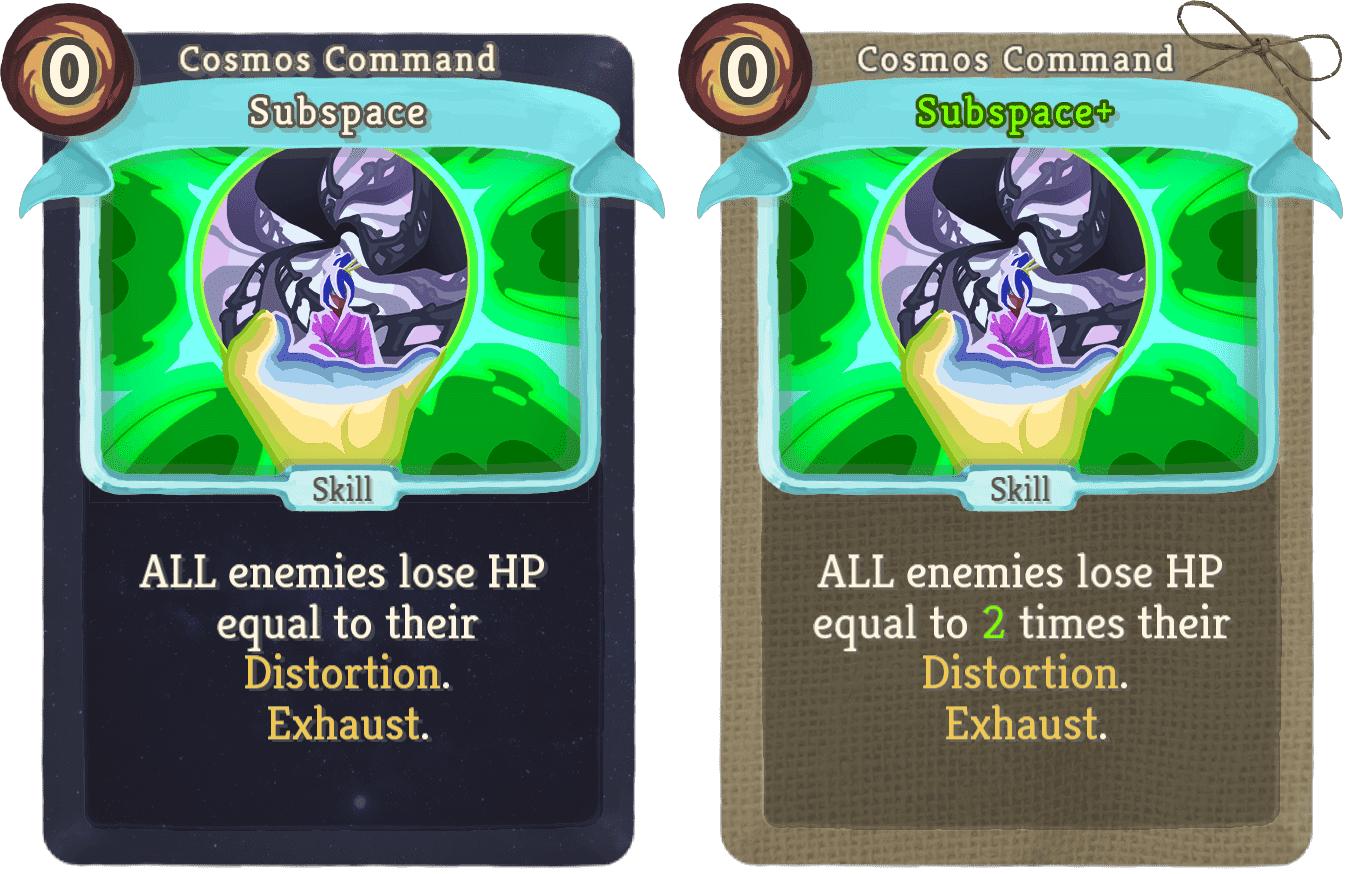 0
Cosmos Command
Subspace
Skill
ALL enemies lose HP
equal to their
Distortion.
Exhaust.
0
Cosmos Command
Subspace+
Skill
ALL enemies lose HP
equal to 2 times their
Distortion.
Exhaust.